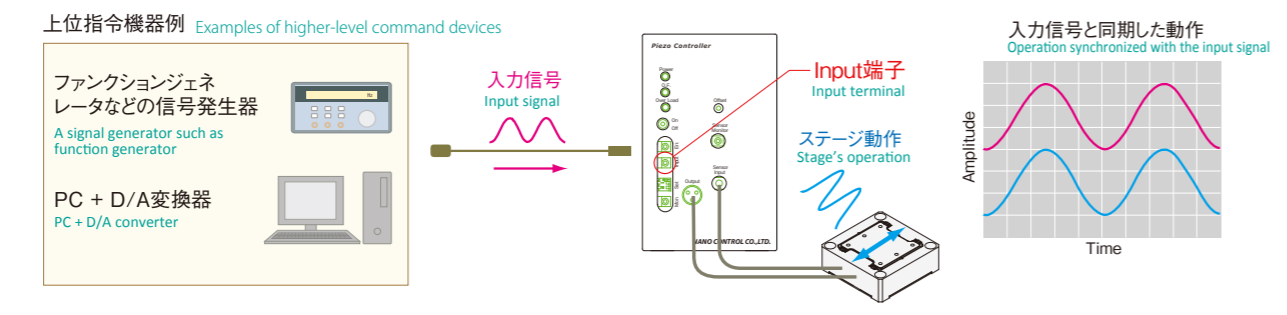 上位指令機器例 Examples of higher-level command devices
ファンクションジェネ
レータなどの信号発生器
A signal generator such as
function generator
Hz
PC + D/A変換器
PC + D/A converter
入力信号
Input signal
Piezo Controller
Power
Over Load
On
Off
Offset
Sensor
Monitor
En
Input
Sel
Mon
Output
Sensor
Input
NANO CONTROL CO.,LTD.
Input端子
Input terminal
ステージ動作
Stage's operation
入力信号と同期した動作
Operation synchronized with the input signal
Amplitude
Time